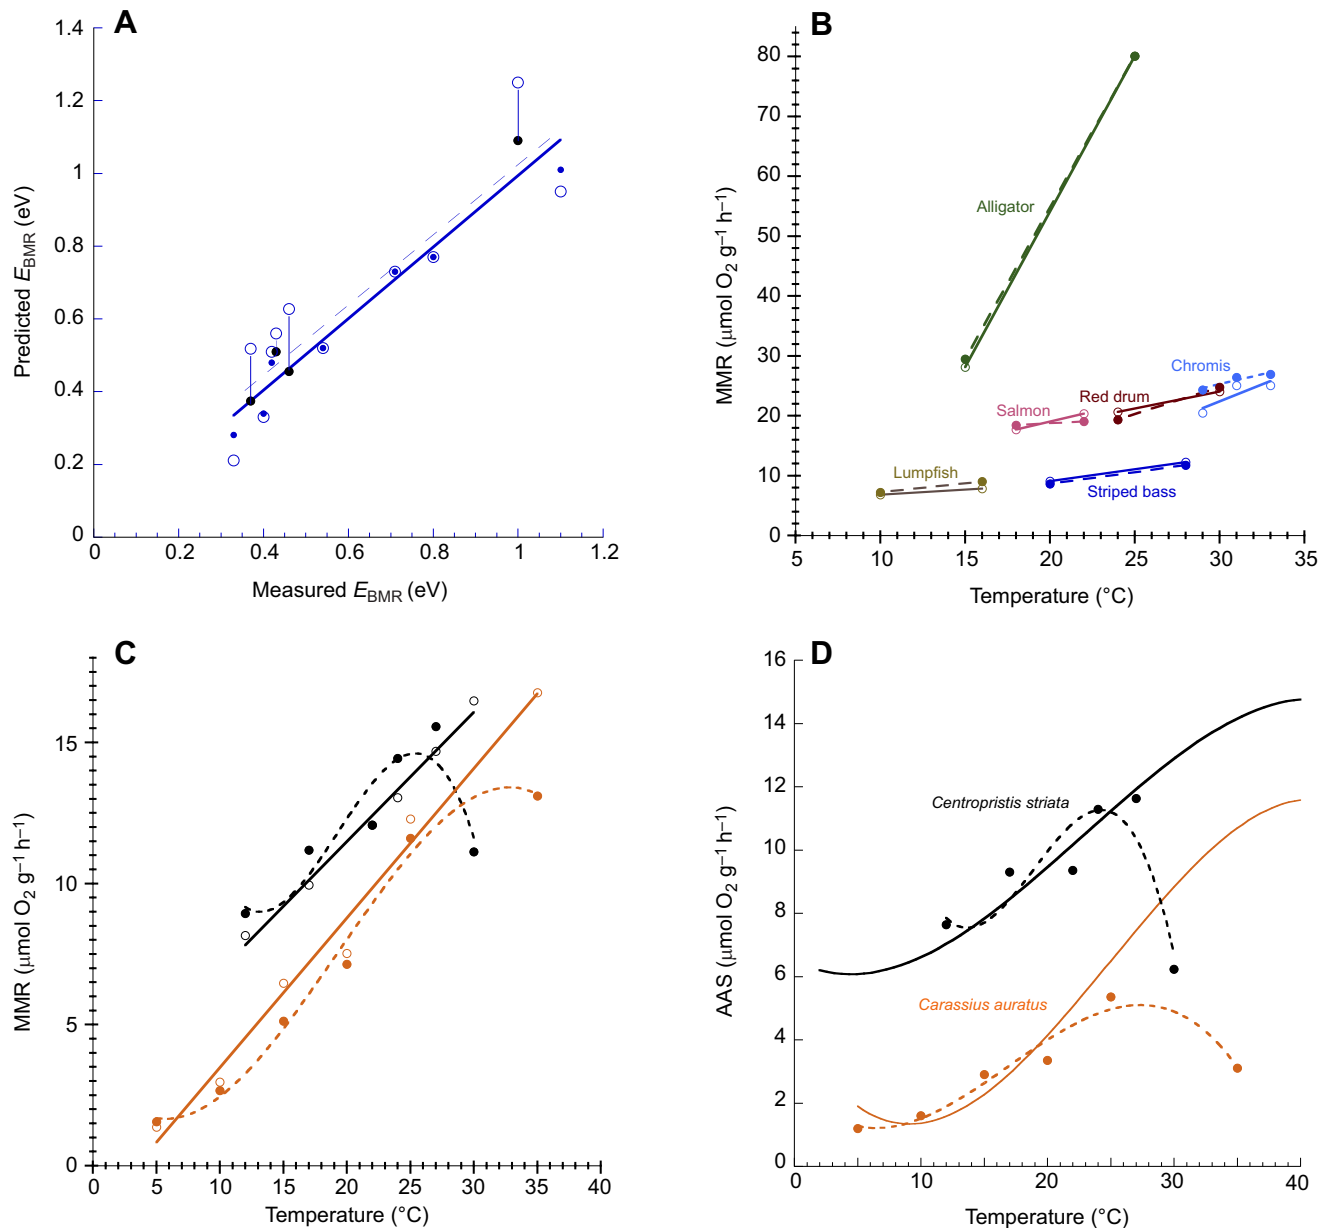 A
1.4
1.2
1
0.8
0.6
0.4
0.2
0
Predicted E_BMR (eV)
0 0.2 0.4 0.6 0.8 1 1.2
Measured E_BMR (eV)
B
80
70
60
50
40
30
20
10
0
MMR (μmol O₂ g⁻¹ h⁻¹)
Alligator
Chromis
Red drum
Salmon
Lumpfish
Striped bass
5 10 15 20 25 30 35
Temperature (°C)
C
15
10
5
0
MMR (μmol O₂ g⁻¹ h⁻¹)
0 5 10 15 20 25 30 35 40
Temperature (°C)
D
16
14
12
10
8
6
4
2
0
AAS (μmol O₂ g⁻¹ h⁻¹)
Centropristis striata
Carassius auratus
0 10 20 30 40
Temperature (°C)